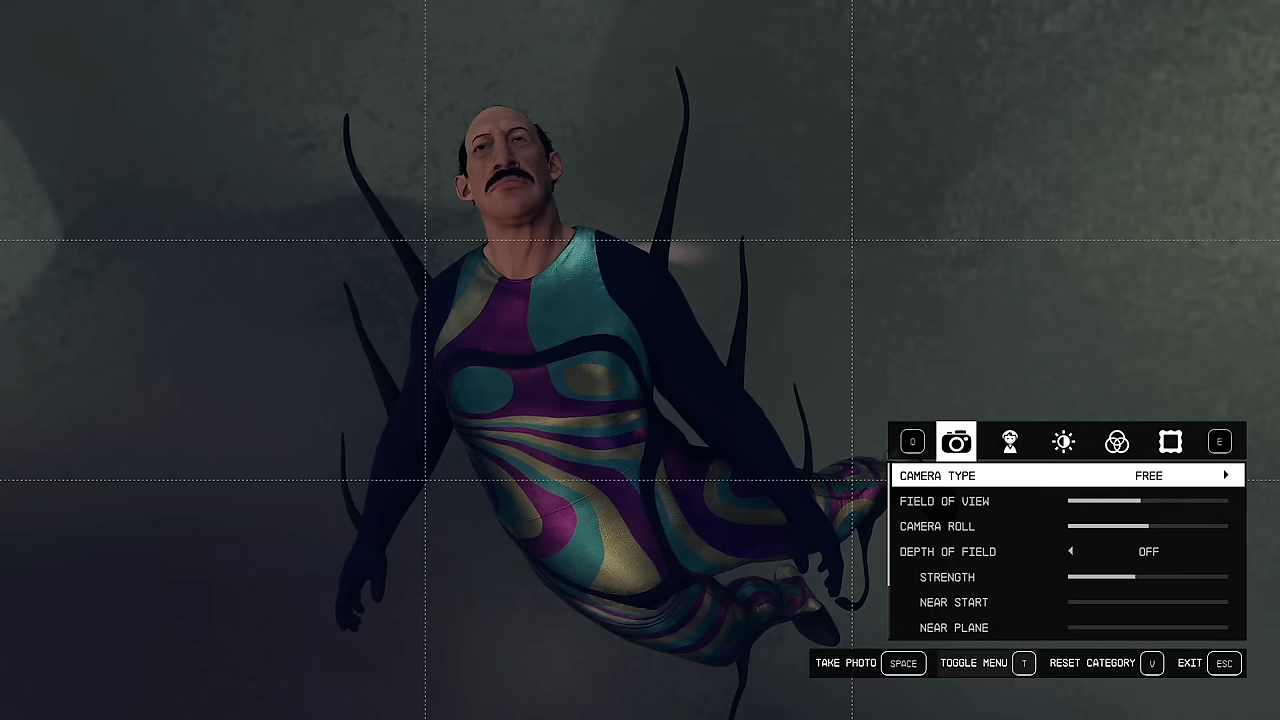 Q E
CAMERA TYPE FREE
FIELD OF VIEW
CAMERA ROLL
DEPTH OF FIELD OFF
STRENGTH
NEAR START
NEAR PLANE
TAKE PHOTO SPACE TOGGLE MENU T RESET CATEGORY V EXIT ESC